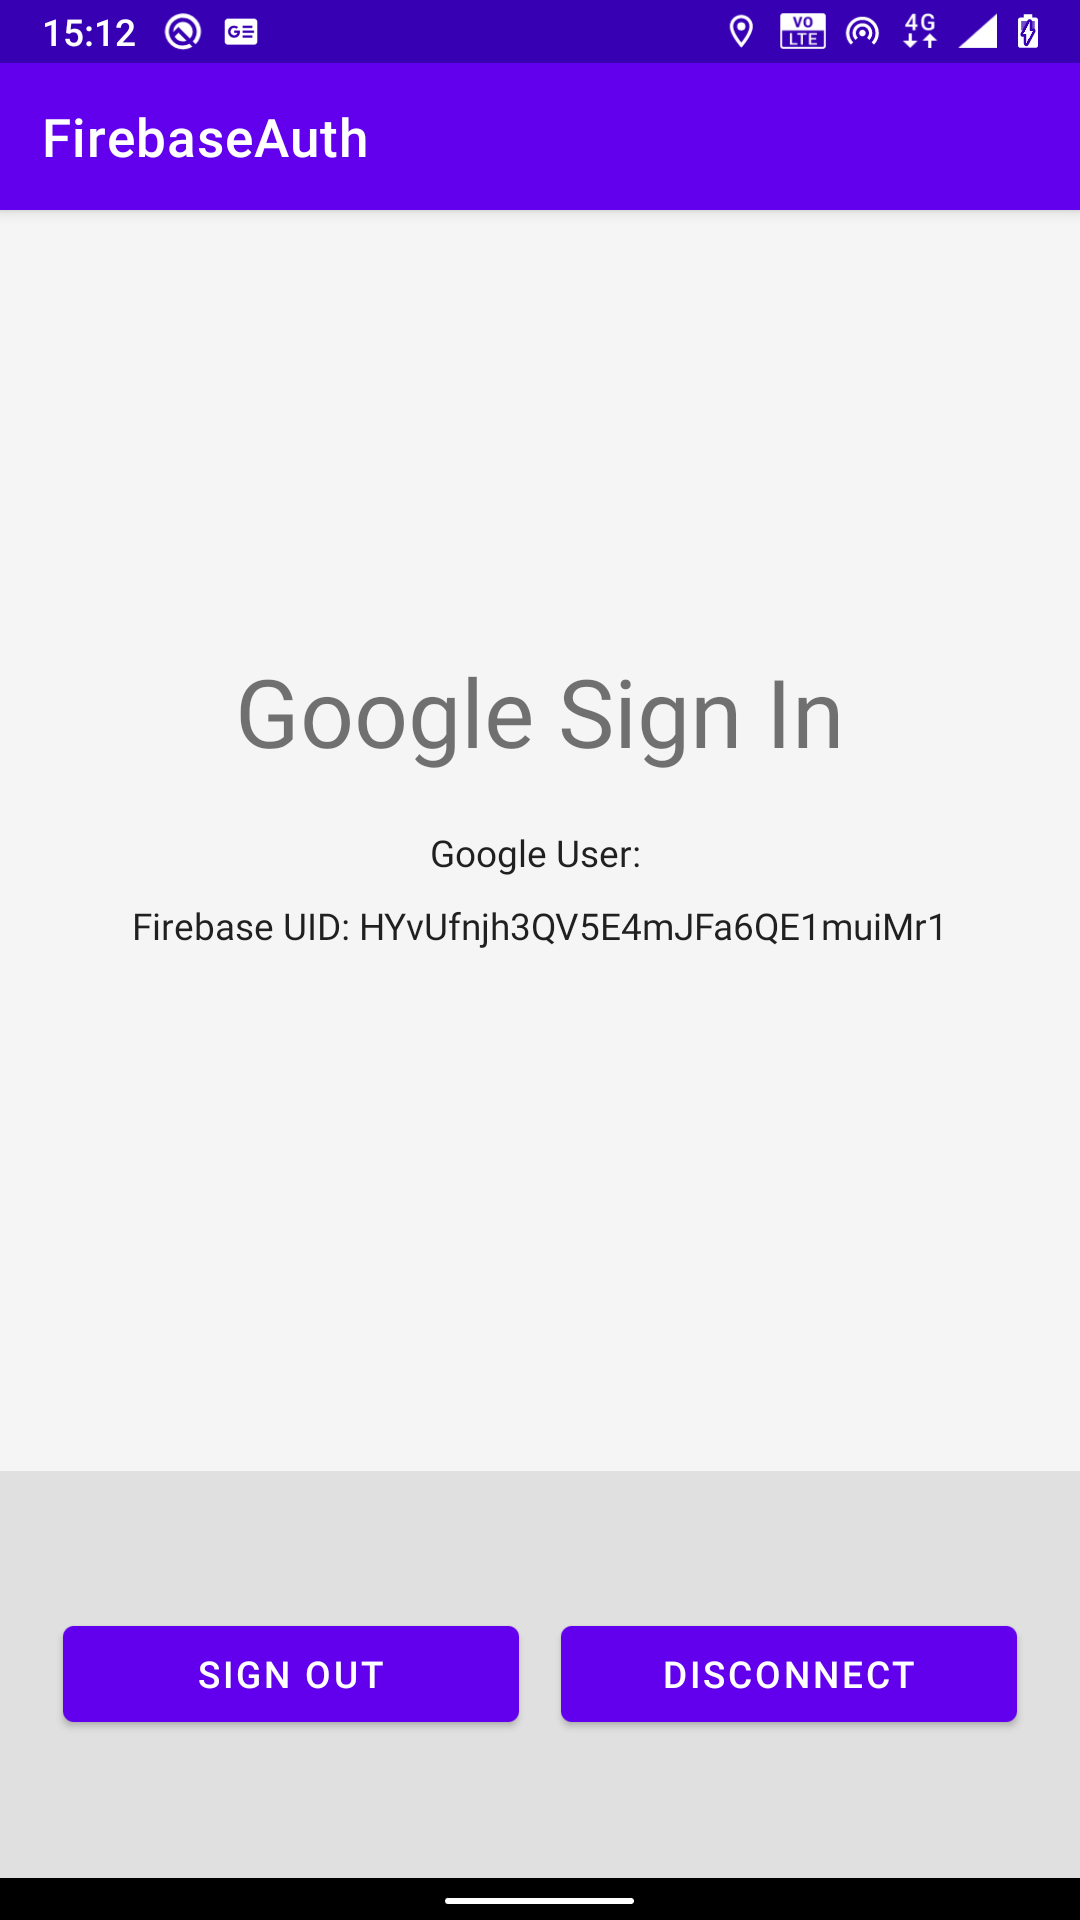 15:12
VO
LTE
4G
FirebaseAuth
Google Sign In
Google User:
Firebase UID: HYvUfnjh3QV5E4mJFa6QE1muiMr1
SIGN OUT
DISCONNECT